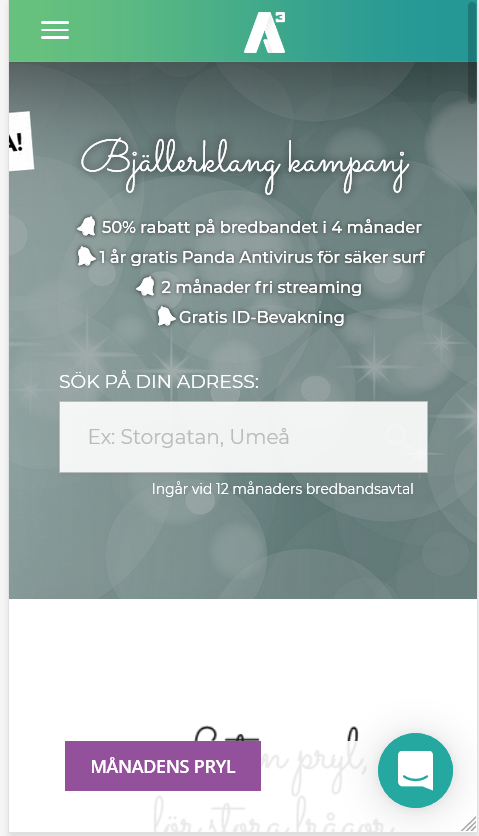 A3
A!
Bjällerklang kampanj
50% rabatt på bredbandet i 4 månader
1 år gratis Panda Antivirus för säker surf
2 månader fri streaming
Gratis ID-Bevakning
SÖK PÅ DIN ADRESS:
Ex: Storgatan, Umeå
Ingår vid 12 månaders bredbandsavtal
pryl,
MÅNADENS PRYL
för stora frågor